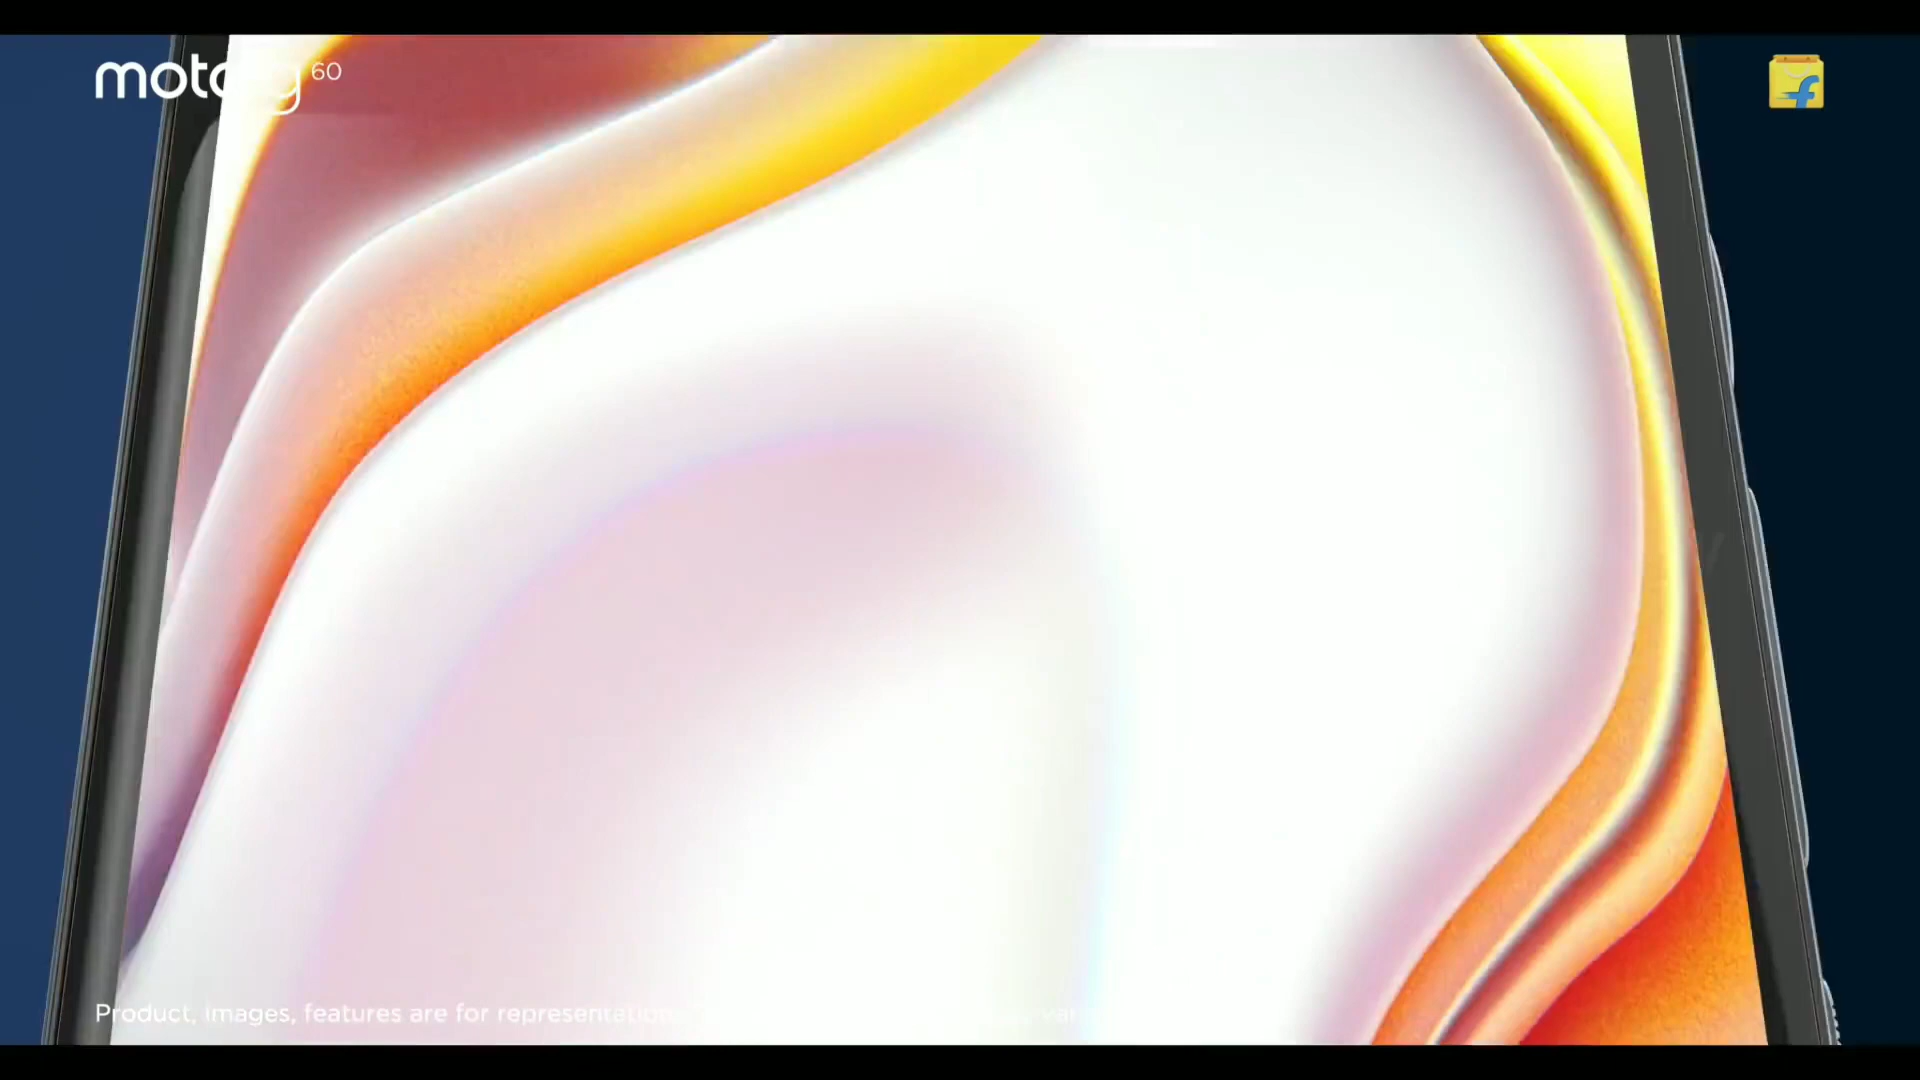 moto g 60
Product, images, features are for representation